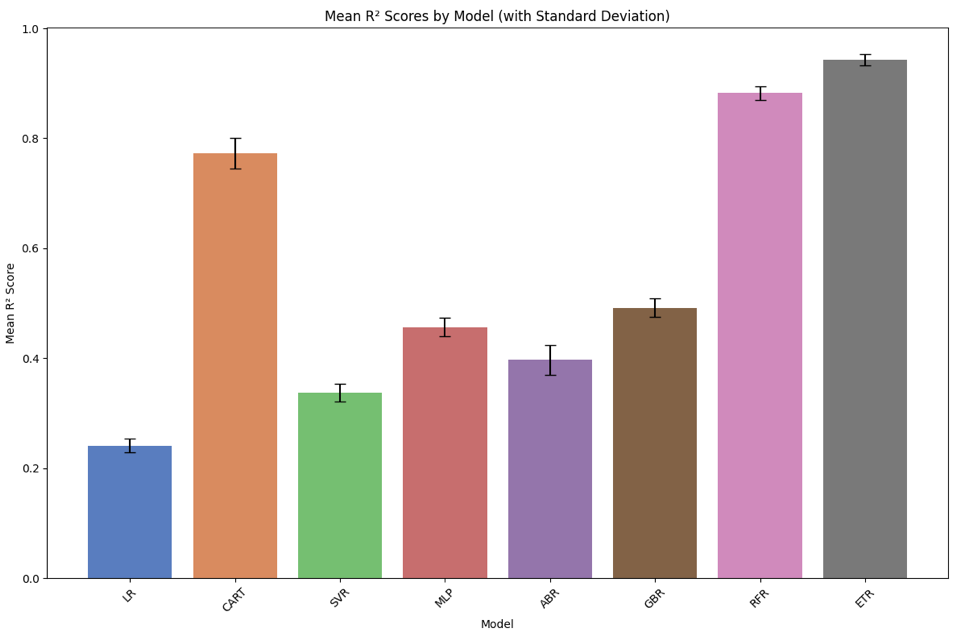 Mean R² Scores by Model (with Standard Deviation)
1.0
0.8
0.6
0.4
0.2
0.0
Mean R² Score
LR
CART
SVR
MLP
ABR
GBR
RFR
ETR
Model